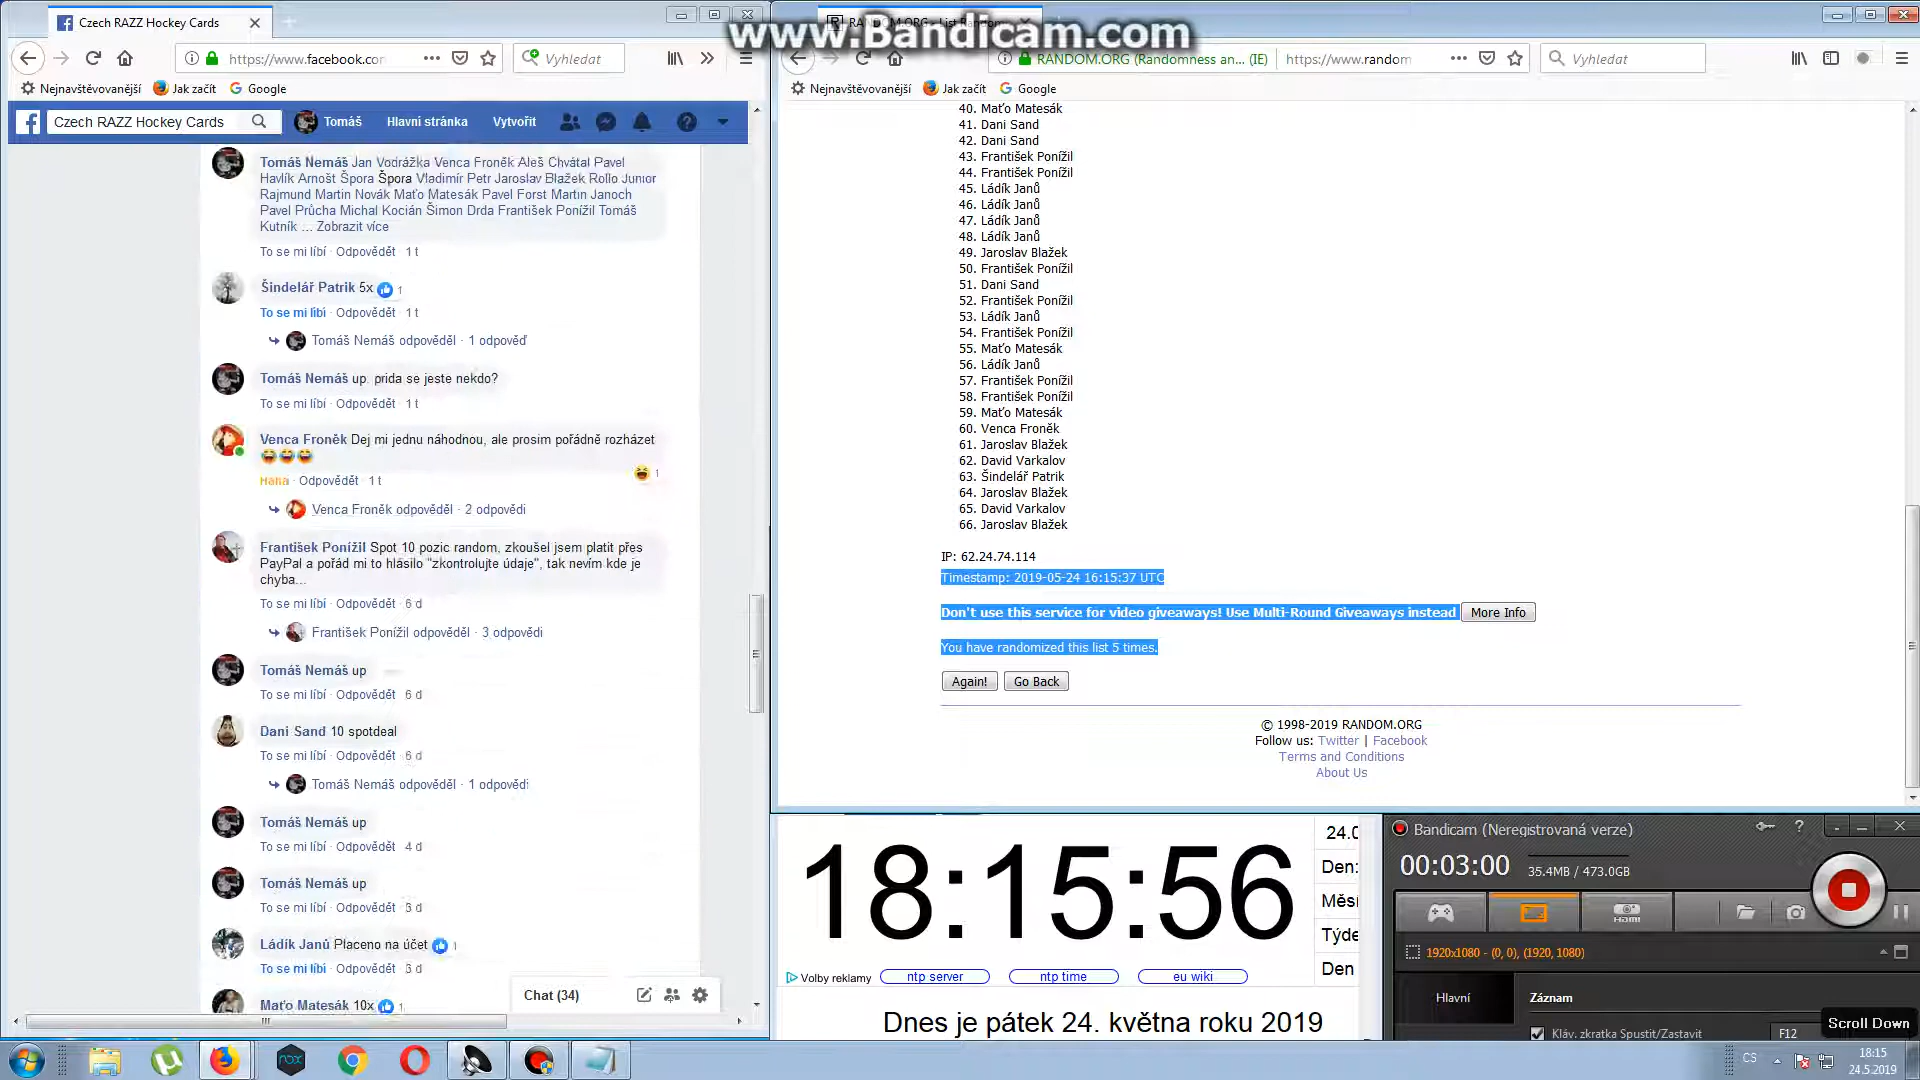 www.Bandicam.com
Czech RAZZ Hockey Cards
https://www.facebook.co
Vyhledat
Nejnavštěvovanější
Jak začít
Google
Czech RAZZ Hockey Cards
Tomáš
Hlavní stránka
Vytvořit
Tomáš Nemáš Jan Vodrážka Venca Froněk Aleš Chvátal Pavel
Havlík Arnošt Špora Špora Vladimír Petr Jaroslav Blažek Rollo Junior
Rajmund Martin Novák Maťo Matesák Pavel Forst Martin Janoch
Pavel Průcha Michal Kocián Šimon Drda František Ponížil Tomáš
Kutník ... Zobrazit více
To se mi líbí · Odpovědět · 1 t
Šindelář Patrik 5x 1
To se mi líbí · Odpovědět · 1 t
Tomáš Nemáš odpověděl · 1 odpověď
Tomáš Nemáš up. prida se jeste nekdo?
To se mi líbí · Odpovědět · 1 t
Venca Froněk Dej mi jednu náhodnou, ale prosim pořádně rozházet
1
Haha · Odpovědět · 1 t
Venca Froněk odpověděl · 2 odpovědi
František Ponížil Spot 10 pozic random, zkoušel jsem platit přes
PayPal a pořád mi to hlásilo "zkontrolujte údaje", tak nevím kde je
chyba...
To se mi líbí · Odpovědět · 6 d
František Ponížil odpověděl · 3 odpovědi
Tomáš Nemáš up
To se mi líbí · Odpovědět · 6 d
Dani Sand 10 spotdeal
To se mi líbí · Odpovědět · 6 d
Tomáš Nemáš odpověděl · 1 odpověď
Tomáš Nemáš up
To se mi líbí · Odpovědět · 4 d
Tomáš Nemáš up
To se mi líbí · Odpovědět · 3 d
Ládík Janů Placeno na účet 1
To se mi líbí · Odpovědět · 3 d
Maťo Matesák 10x 1
Chat (34)
RANDOM.ORG - List Random
RANDOM.ORG (Randomness an... (IE)
https://www.random
Vyhledat
Nejnavštěvovanější
Jak začít
Google
40. Maťo Matesák
41. Dani Sand
42. Dani Sand
43. František Ponížil
44. František Ponížil
45. Ládík Janů
46. Ládík Janů
47. Ládík Janů
48. Ládík Janů
49. Jaroslav Blažek
50. František Ponížil
51. Dani Sand
52. František Ponížil
53. Ládík Janů
54. František Ponížil
55. Maťo Matesák
56. Ládík Janů
57. František Ponížil
58. František Ponížil
59. Maťo Matesák
60. Venca Froněk
61. Jaroslav Blažek
62. David Varkalov
63. Šindelář Patrik
64. Jaroslav Blažek
65. David Varkalov
66. Jaroslav Blažek
IP: 62.24.74.114
Timestamp: 2019-05-24 16:15:37 UTC
Don't use this service for video giveaways! Use Multi-Round Giveaways instead
More Info
You have randomized this list 5 times.
Again!
Go Back
© 1998-2019 RANDOM.ORG
Follow us: Twitter | Facebook
Terms and Conditions
About Us
18:15:56
24.0
Den:
Měsí
Týde
Den
Volby reklamy
ntp server
ntp time
eu wiki
Dnes je pátek 24. května roku 2019
Bandicam (Neregistrovaná verze)
00:03:00
35.4MB / 473.0GB
1920x1080 - (0, 0), (1920, 1080)
Hlavní
Záznam
Kláv. zkratka Spustit/Zastavit
F12
Scroll Down
CS
18:15
24.5.2019